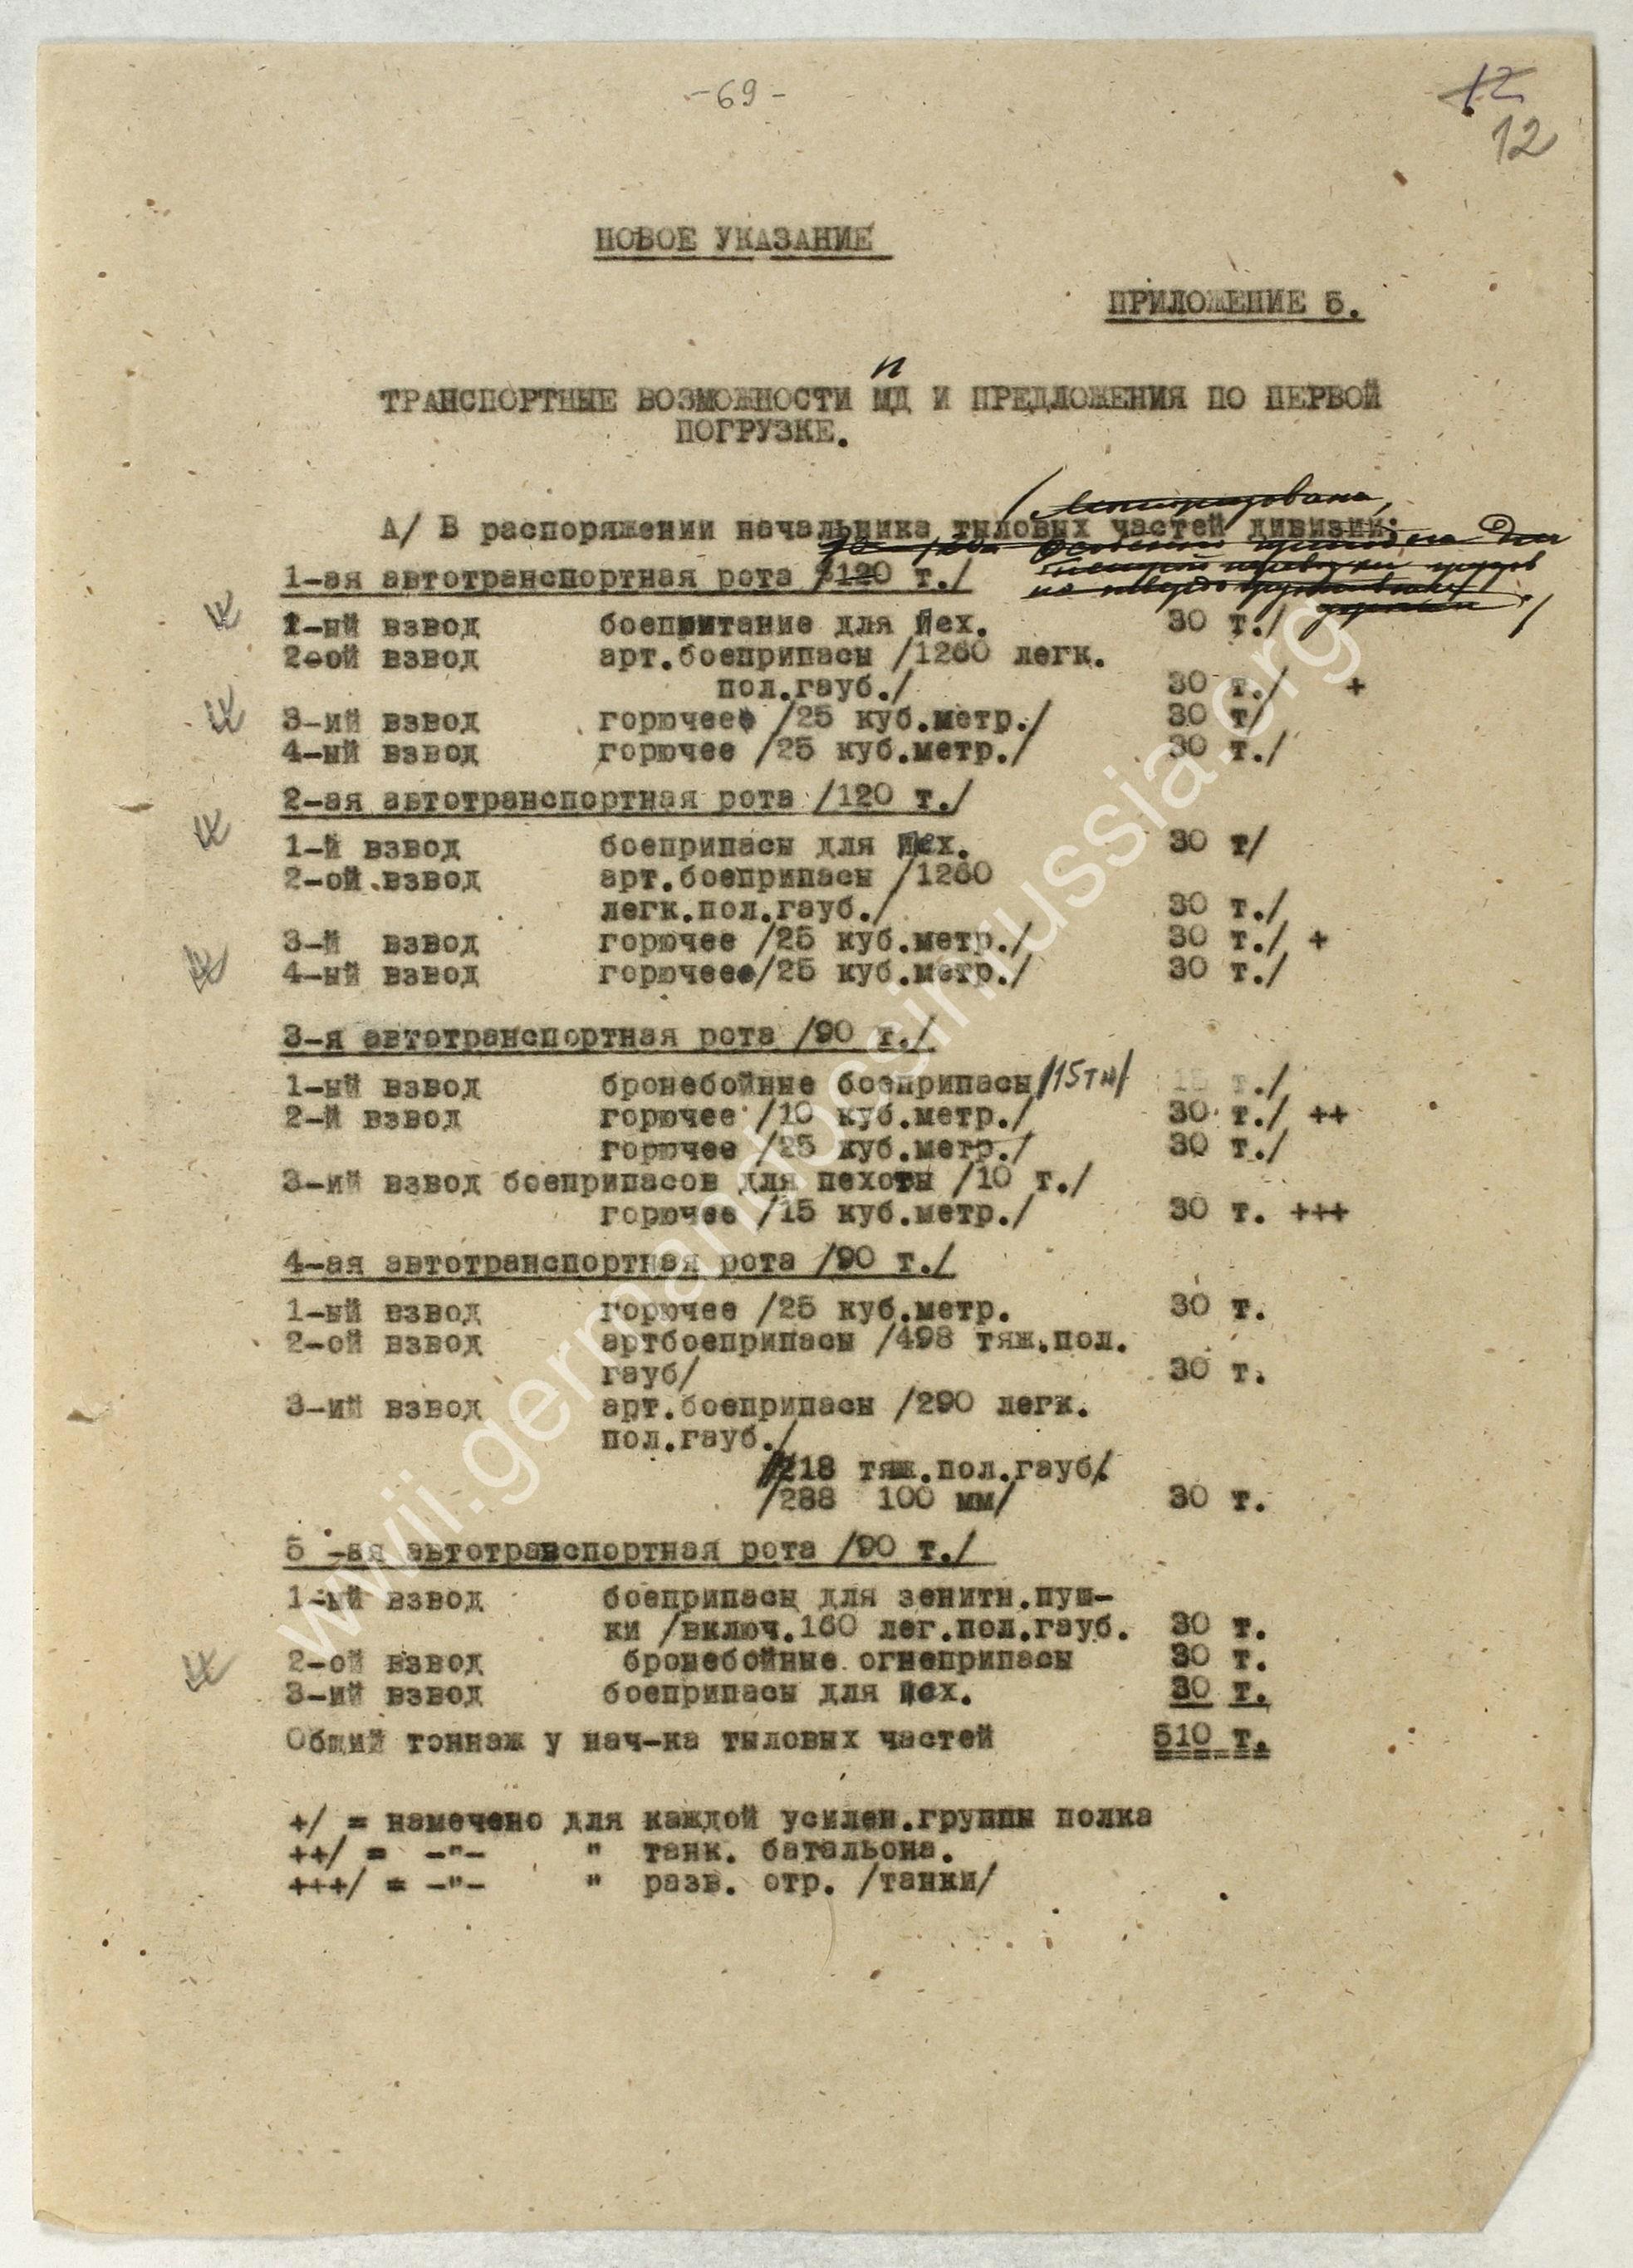 -69-
12
12
НОВОЕ УКАЗАНИЕ
ПРИЛОЖЕНИЕ 5.
п
ТРАНСПОРТНЫЕ ВОЗМОЖНОСТИ МД И ПРЕДЛОЖЕНИЯ ПО ПЕРВОЙ
ПОГРУЗКЕ.
А/ В распоряжении начальника тыловых частей дивизий:
1-ая автотранспортная рота /120 т./
1-ый взвод боепитание для Пех. 30 т./
2-ой взвод арт.боеприпасы /1260 легк.
пол.гауб./ 30 т./ +
3-ий взвод горючее /25 куб.метр./ 30 т/
4-ый взвод горючее /25 куб.метр./ 30 т./
2-ая автотранспортная рота /120 т./
1-й взвод боеприпасы для Пех. 30 т/
2-ой взвод арт.боеприпасы /1260
легк.пол.гауб./ 30 т./
3-й взвод горючее /25 куб.метр./ 30 т./ +
4-ый взвод горючее /25 куб.метр./ 30 т./
3-я автотранспортная рота /90 т./
1-ый взвод бронебойные боеприпасы /15тн/ 15 т./
2-й взвод горючее /10 куб.метр./ 30 т./ ++
горючее /25 куб.метр./ 30 т./
3-ий взвод боеприпасов для пехоты /10 т./
горючее /15 куб.метр./ 30 т. +++
4-ая автотранспортная рота /90 т./
1-ый взвод горючее /25 куб.метр. 30 т.
2-ой взвод артбоеприпасы /498 тяж.пол.
гауб/ 30 т.
3-ий взвод арт.боеприпасы /290 легк.
пол.гауб./
/218 тяж.пол.гауб/.
/288 100 мм/ 30 т.
5 -ая автотранспортная рота /90 т./
1-ый взвод боеприпасы для зенитн.пуш-
ки /включ.160 лег.пол.гауб. 30 т.
2-ой взвод бронебойные огнеприпасы 30 т.
3-ий взвод боеприпасы для Пех. 30 т.
Общий тоннаж у нач-ка тыловых частей 510 т.
+/ = намечено для каждой усилен.группы полка
++/ = -"- " танк. батальона.
+++/ = -"- " разв. отр. /танки/
wwii.germandocsinrussia.org